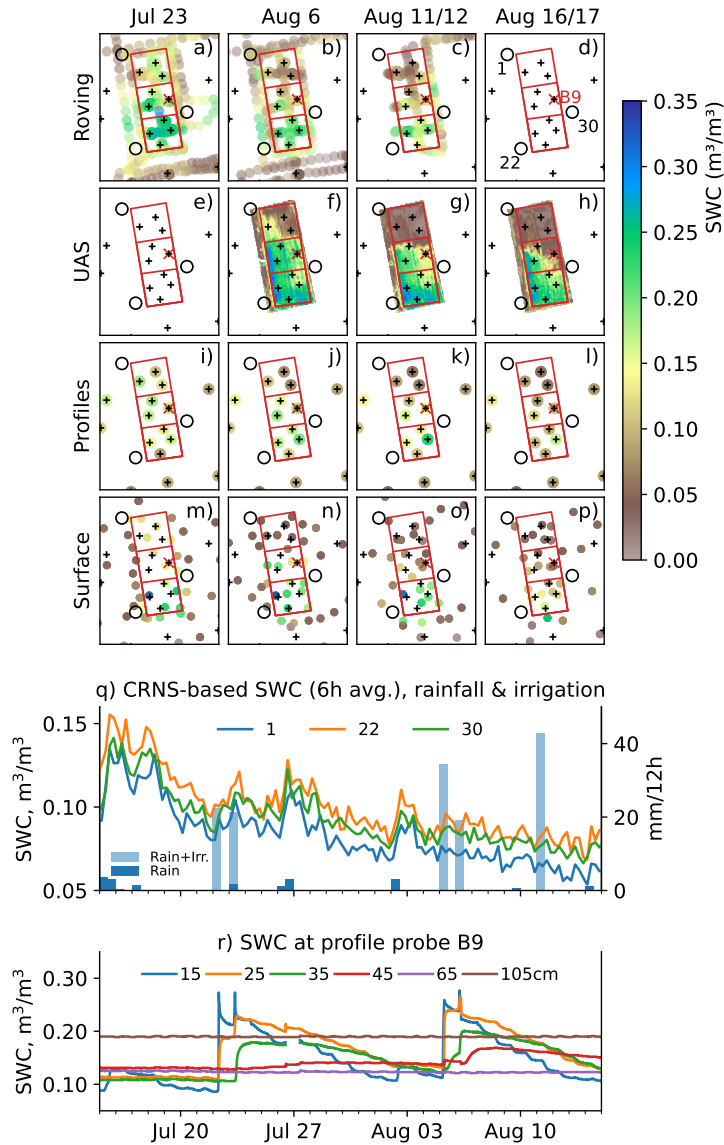 Jul 23 Aug 6 Aug 11/12 Aug 16/17
Roving
a) b) c) d)
1
B9
30
22
UAS
e) f) g) h)
Profiles
i) j) k) l)
Surface
m) n) o) p)
0.35
0.30
0.25
0.20
0.15
0.10
0.05
0.00
SWC (m³/m³)
q) CRNS-based SWC (6h avg.), rainfall & irrigation
SWC, m³/m³
0.15
0.10
0.05
1 22 30
Rain+Irr.
Rain
40
20
0
mm/12h
r) SWC at profile probe B9
SWC, m³/m³
0.30
0.20
0.10
15 25 35 45 65 105cm
Jul 20 Jul 27 Aug 03 Aug 10